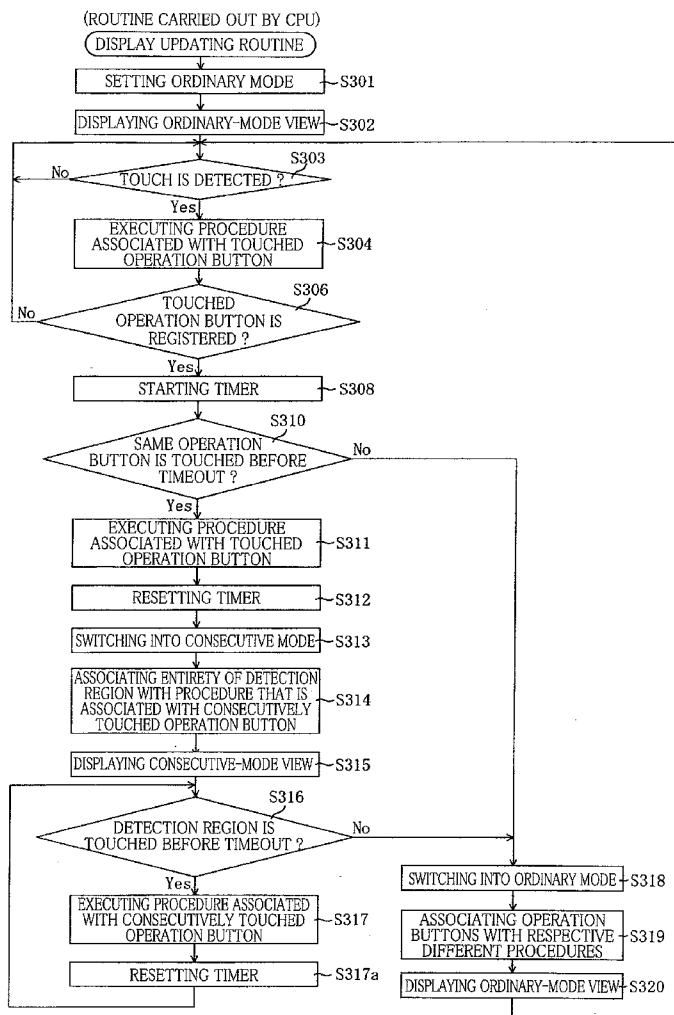 (ROUTINE CARRIED OUT BY CPU)
DISPLAY UPDATING ROUTINE
SETTING ORDINARY MODE
S301
DISPLAYING ORDINARY-MODE VIEW
S302
S303
TOUCH IS DETECTED ?
No
Yes
EXECUTING PROCEDURE
ASSOCIATED WITH TOUCHED
OPERATION BUTTON
S304
S306
TOUCHED
OPERATION BUTTON IS
REGISTERED ?
No
Yes
STARTING TIMER
S308
S310
SAME OPERATION
BUTTON IS TOUCHED BEFORE
TIMEOUT ?
No
Yes
EXECUTING PROCEDURE
ASSOCIATED WITH TOUCHED
OPERATION BUTTON
S311
RESETTING TIMER
S312
SWITCHING INTO CONSECUTIVE MODE
S313
ASSOCIATING ENTIRETY OF DETECTION
REGION WITH PROCEDURE THAT IS
ASSOCIATED WITH CONSECUTIVELY
TOUCHED OPERATION BUTTON
S314
DISPLAYING CONSECUTIVE-MODE VIEW
S315
S316
DETECTION REGION IS
TOUCHED BEFORE TIMEOUT ?
No
Yes
EXECUTING PROCEDURE ASSOCIATED
WITH CONSECUTIVELY TOUCHED
OPERATION BUTTON
S317
RESETTING TIMER
S317a
SWITCHING INTO ORDINARY MODE
S318
ASSOCIATING OPERATION
BUTTONS WITH RESPECTIVE
DIFFERENT PROCEDURES
S319
DISPLAYING ORDINARY-MODE VIEW
S320